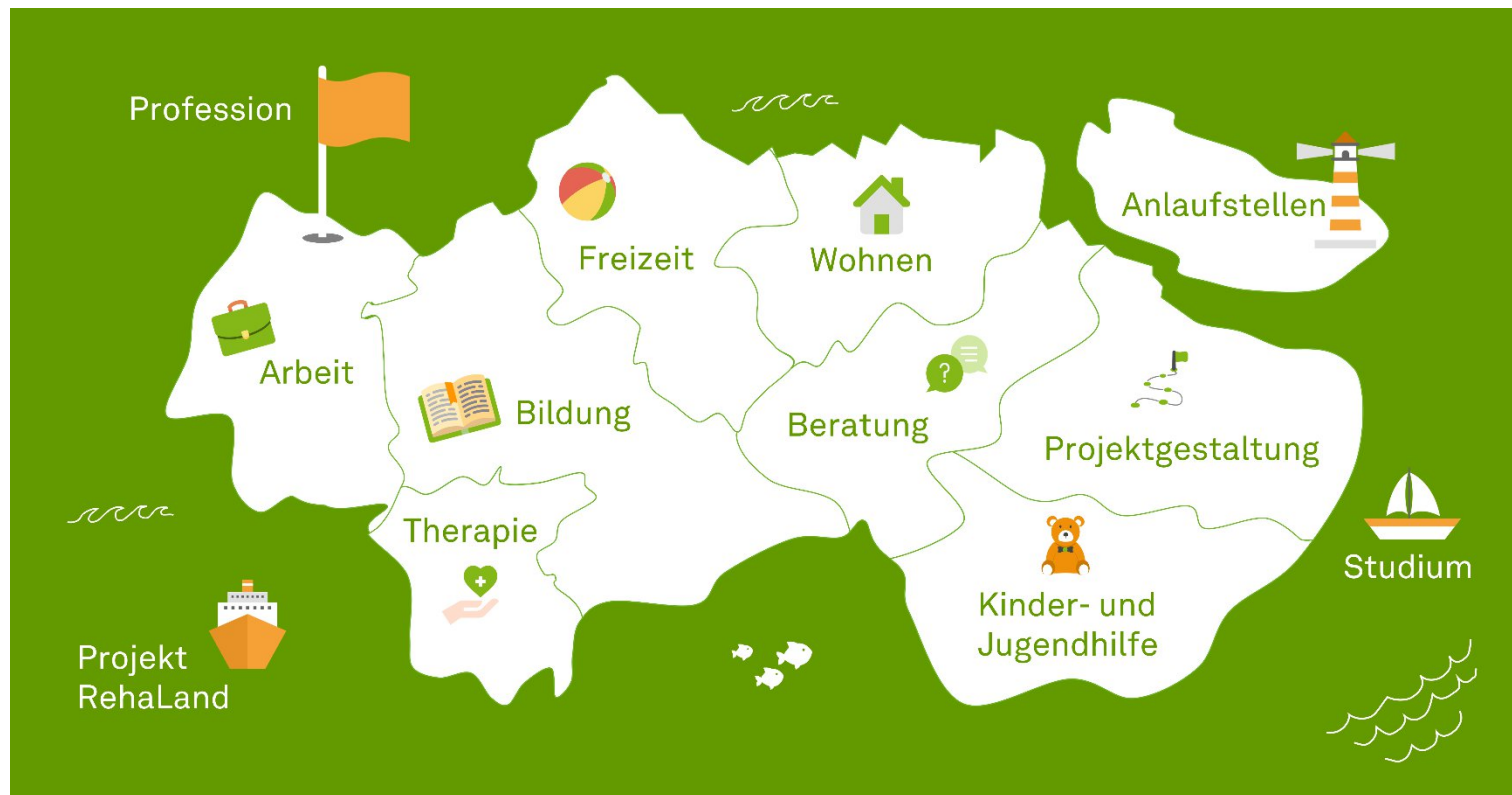 Profession
Anlaufstellen
Freizeit
Wohnen
Arbeit
Bildung
Beratung
?
Projektgestaltung
Therapie
Studium
Kinder- und
Jugendhilfe
Projekt
RehaLand